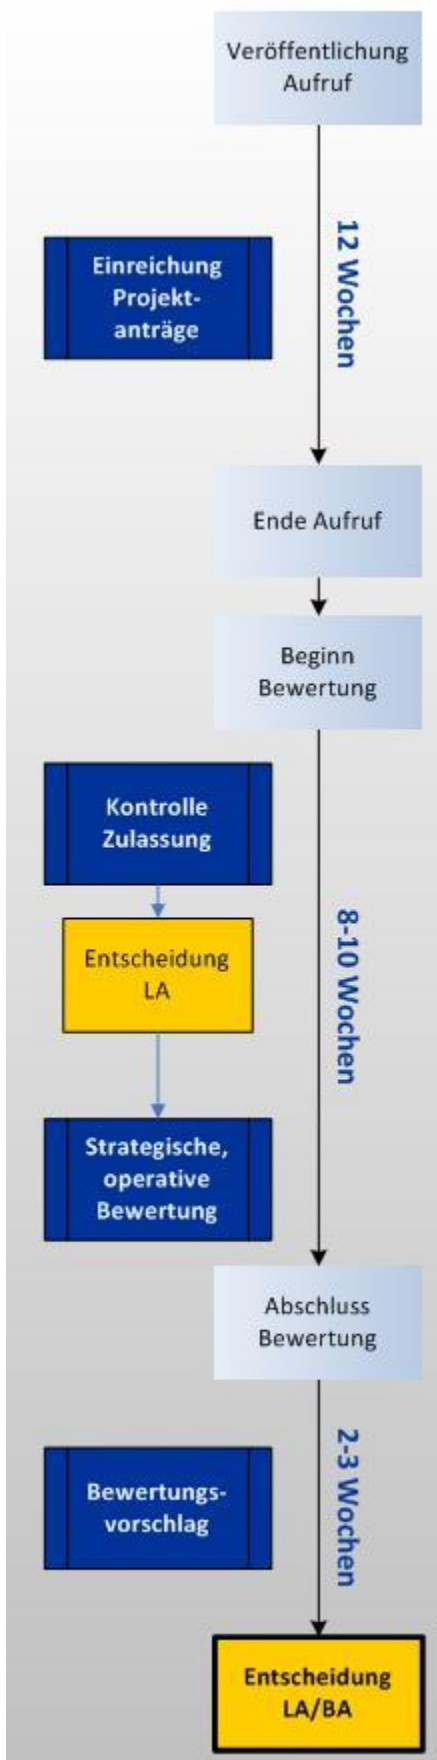 Veröffentlichung
Aufruf
12 Wochen
Einreichung
Projekt-
anträge
Ende Aufruf
Beginn
Bewertung
Kontrolle
Zulassung
8-10 Wochen
Entscheidung
LA
Strategische,
operative
Bewertung
Abschluss
Bewertung
2-3 Wochen
Bewertungs-
vorschlag
Entscheidung
LA/BA